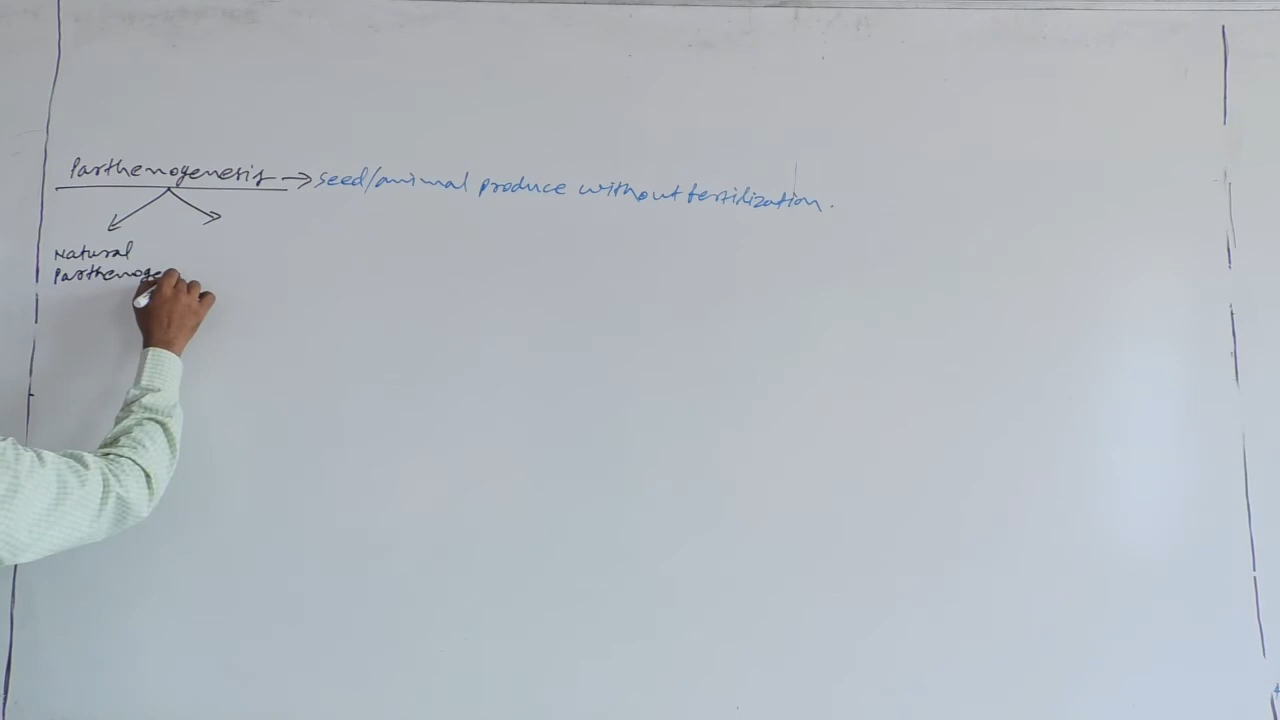 Parthenogenesis → seed/animal produce without fertilization.
Natural
Parthenoge